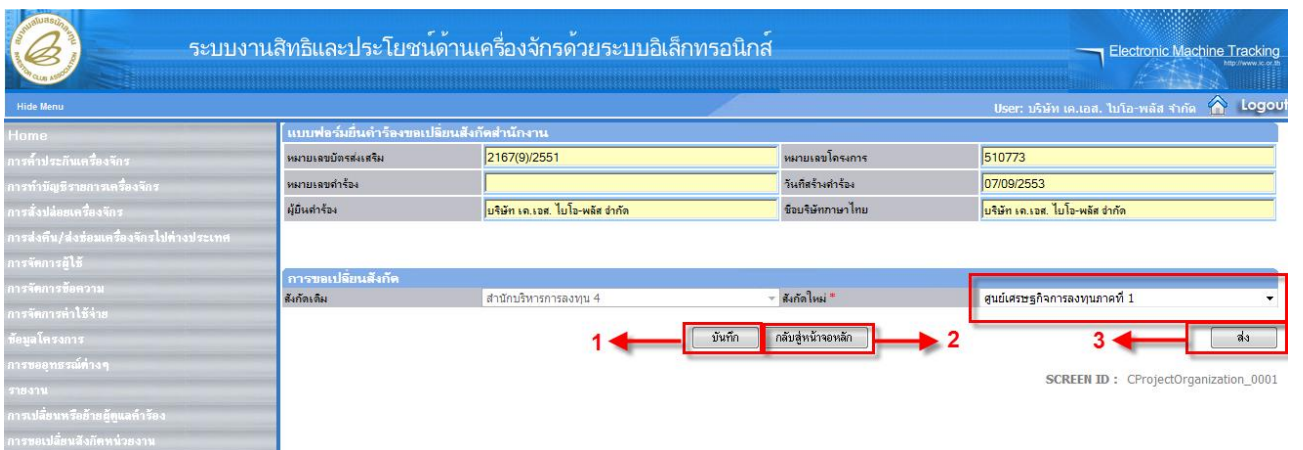 ระบบงานสิทธิและประโยชน์ด้านเครื่องจักรด้วยระบบอิเล็กทรอนิกส์
Electronic Machine Tracking
http://www.ic.or.th
Hide Menu
User: บริษัท เค.เอส. ไบโอ-พลัส จำกัด Logout
Home
การค้ำประกันเครื่องจักร
การทำบัญชีรายการเครื่องจักร
การสั่งปล่อยเครื่องจักร
การส่งคืน/ส่งซ่อมเครื่องจักรไปต่างประเทศ
การจัดการผู้ใช้
การจัดการข้อความ
การจัดการค่าใช้จ่าย
ข้อมูลโครงการ
การขออุทธรณ์ต่างๆ
รายงาน
การเปลี่ยนหรือย้ายผู้ดูแลคำร้อง
การขอเปลี่ยนสังกัดหน่วยงาน
แบบฟอร์มยื่นคำร้องขอเปลี่ยนสังกัดสำนักงาน
หมายเลขบัตรส่งเสริม 2167(9)/2551 หมายเลขโครงการ 510773
หมายเลขคำร้อง วันที่สร้างคำร้อง 07/09/2553
ผู้ยื่นคำร้อง บริษัท เค.เอส. ไบโอ-พลัส จำกัด ชื่อบริษัทภาษาไทย บริษัท เค.เอส. ไบโอ-พลัส จำกัด
การขอเปลี่ยนสังกัด
สังกัดเดิม สำนักบริหารการลงทุน 4 สังกัดใหม่ * ศูนย์เศรษฐกิจการลงทุนภาคที่ 1
1 บันทึก กลับสู่หน้าจอหลัก 2 3 ส่ง
SCREEN ID : CProjectOrganization_0001